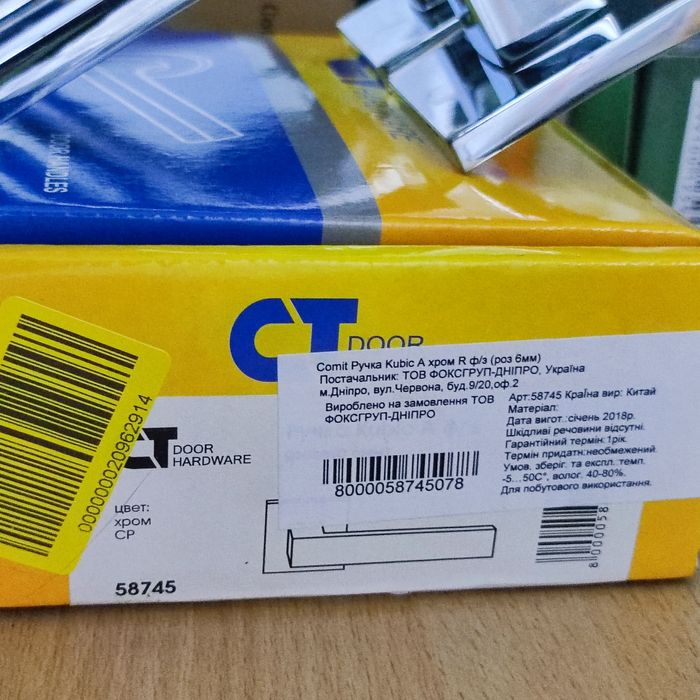 DOOR HANDLES
CT DOOR
Comit Ручка Kubic A хром R ф/з (роз 6мм)
Постачальник: ТОВ ФОКСГРУП-ДНІПРО, Україна
м.Дніпро, вул.Червона, буд.9/20,оф.2
Вироблено на замовлення ТОВ
ФОКСГРУП-ДНІПРО
8000058745078
Арт:58745 Країна вир: Китай
Матеріал:
Дата вигот.:січень 2018р.
Шкідливі речовини відсутні.
Гарантійний термін:1рік.
Термін придатн:необмежений.
Умов. зберіг. та експл. темп.
-5...50С°, волог. 40-80%.
Для побутового використання.
000000020962914
CT DOOR
HARDWARE
цвет:
хром
CP
58745
8000058